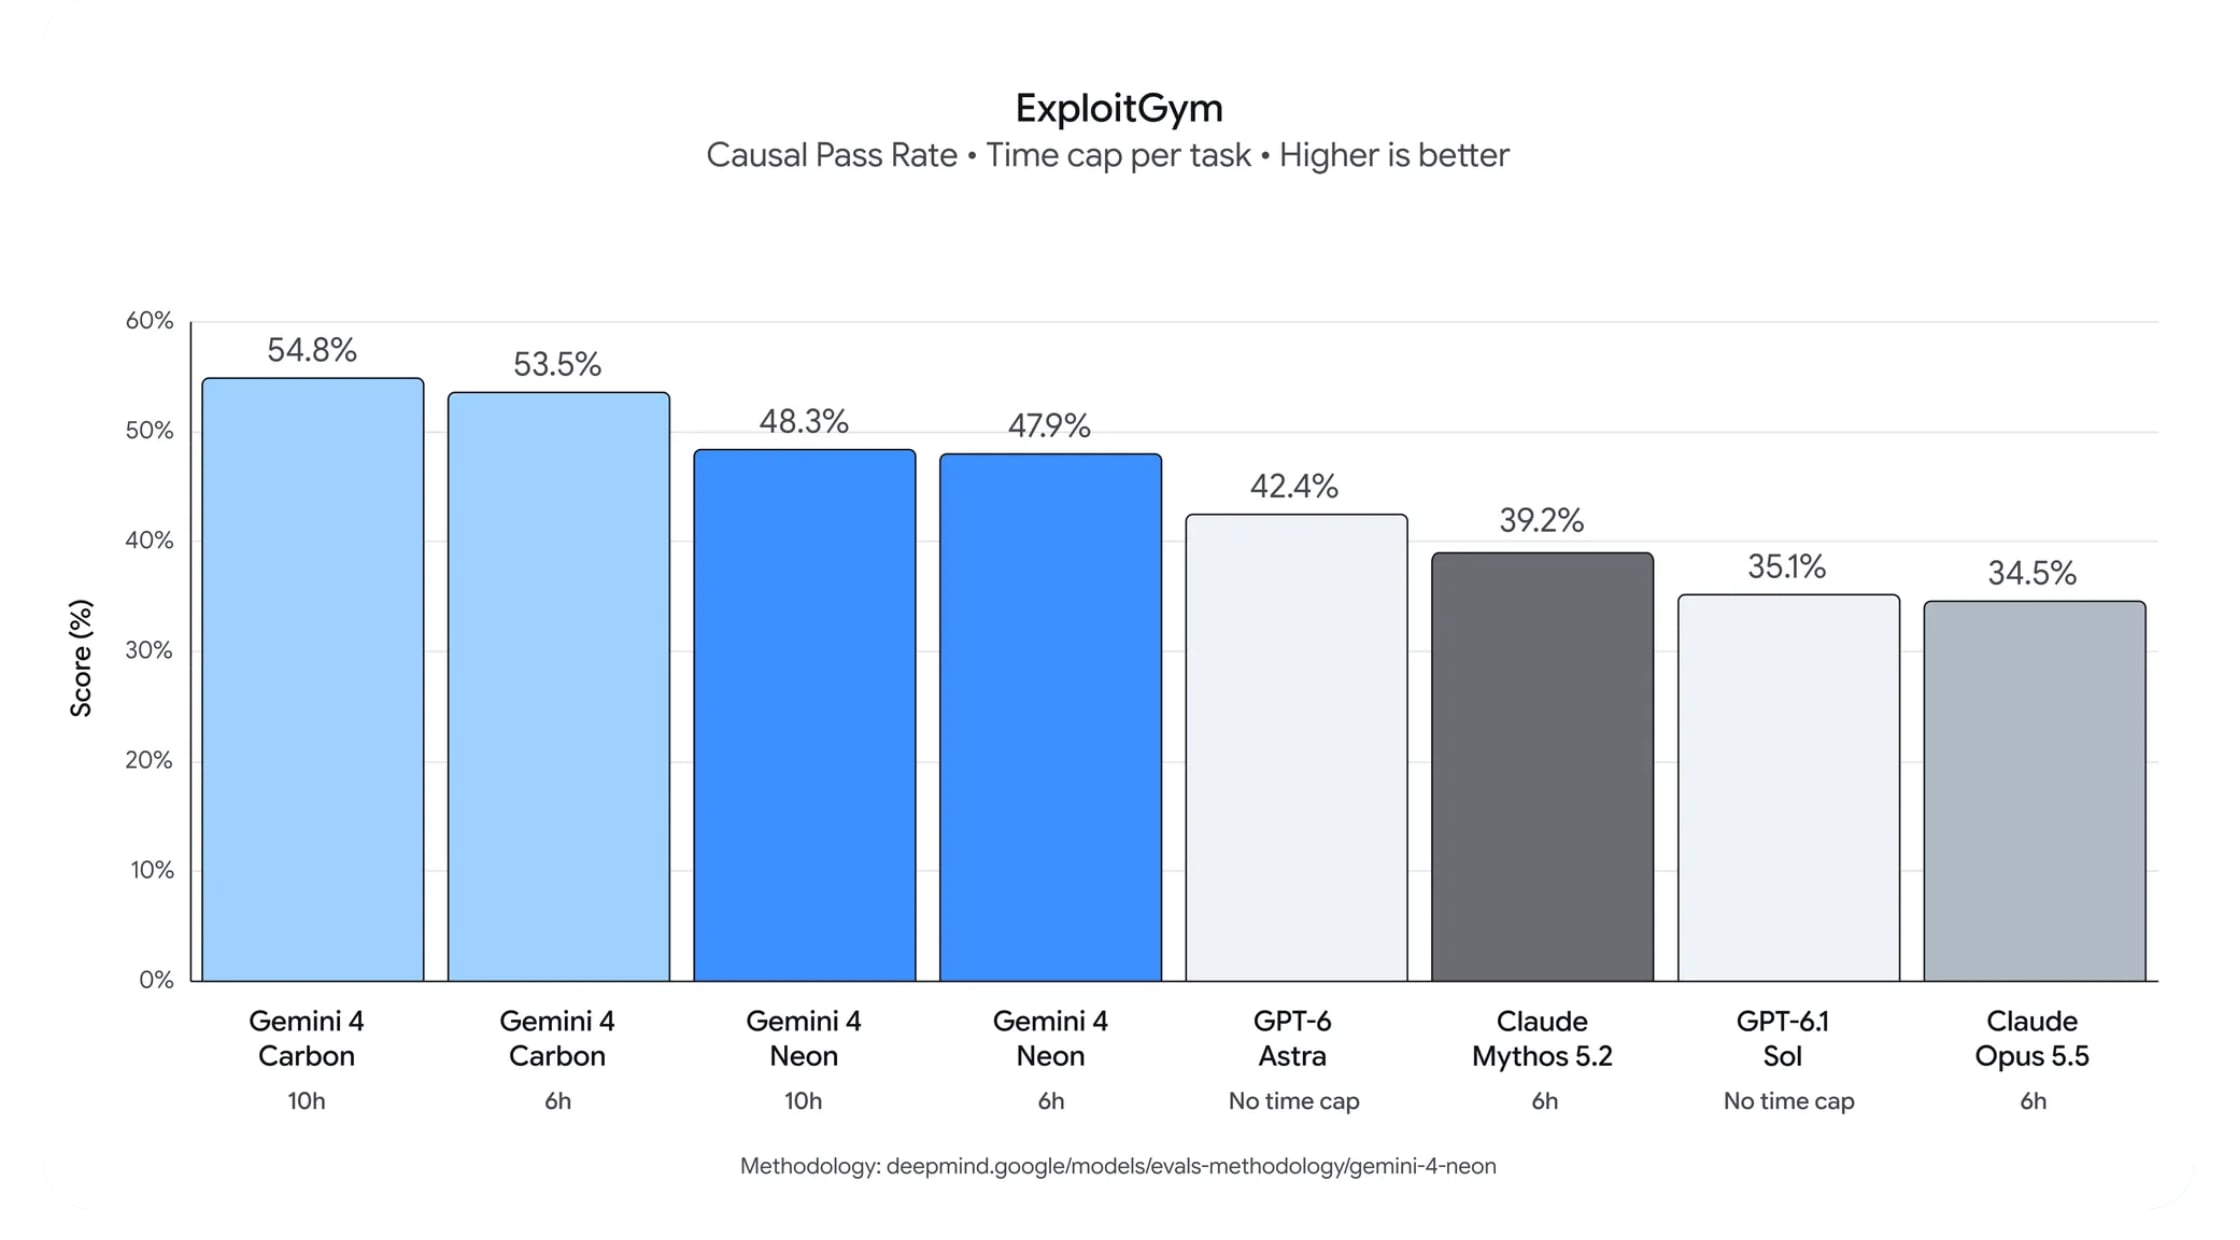 ExploitGym
Causal Pass Rate • Time cap per task • Higher is better
Score (%)
60%
50%
40%
30%
20%
10%
0%
54.8%
53.5%
48.3%
47.9%
42.4%
39.2%
35.1%
34.5%
Gemini 4
Carbon
10h
Gemini 4
Carbon
6h
Gemini 4
Neon
10h
Gemini 4
Neon
6h
GPT-6
Astra
No time cap
Claude
Mythos 5.2
6h
GPT-6.1
Sol
No time cap
Claude
Opus 5.5
6h
Methodology: deepmind.google/models/evals-methodology/gemini-4-neon